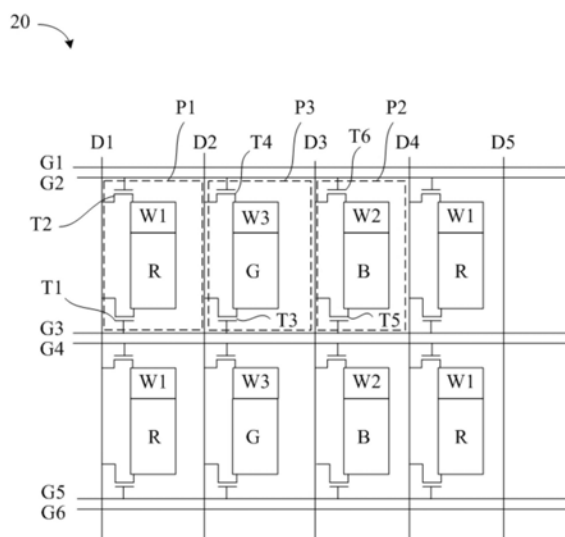 20
P1 P3 P2
D1 D2 D3 D4 D5
T4 T6
G1
G2
T2 W1 W3 W2 W1
R G B R
T1 T3 T5
G3
G4
W1 W3 W2 W1
R G B R
G5
G6